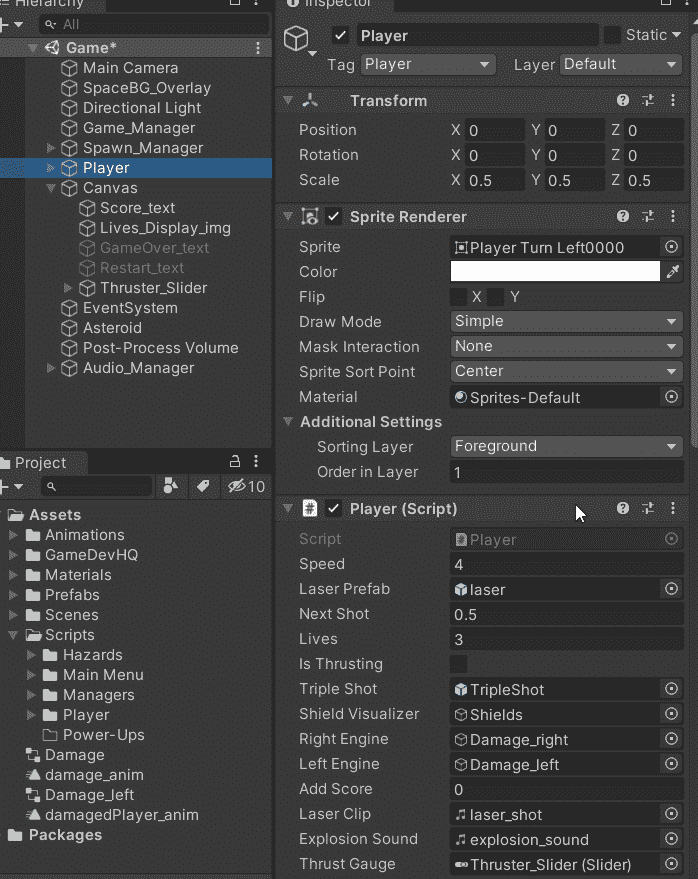 Hierarchy
All
Game*
Main Camera
SpaceBG_Overlay
Directional Light
Game_Manager
Spawn_Manager
Player
Canvas
Score_text
Lives_Display_img
GameOver_text
Restart_text
Thruster_Slider
EventSystem
Asteroid
Post-Process Volume
Audio_Manager
Project
10
Assets
Animations
GameDevHQ
Materials
Prefabs
Scenes
Scripts
Hazards
Main Menu
Managers
Player
Power-Ups
Damage
damage_anim
Damage_left
damagedPlayer_anim
Packages
Inspector
Player Static
Tag Player Layer Default
Transform
Position X 0 Y 0 Z 0
Rotation X 0 Y 0 Z 0
Scale X 0.5 Y 0.5 Z 0.5
Sprite Renderer
Sprite Player Turn Left0000
Color
Flip X Y
Draw Mode Simple
Mask Interaction None
Sprite Sort Point Center
Material Sprites-Default
Additional Settings
Sorting Layer Foreground
Order in Layer 1
Player (Script)
Script Player
Speed 4
Laser Prefab laser
Next Shot 0.5
Lives 3
Is Thrusting
Triple Shot TripleShot
Shield Visualizer Shields
Right Engine Damage_right
Left Engine Damage_left
Add Score 0
Laser Clip laser_shot
Explosion Sound explosion_sound
Thrust Gauge Thruster_Slider (Slider)